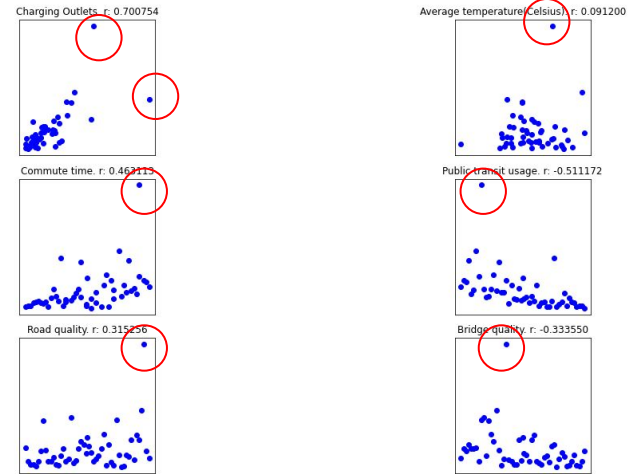 Charging Outlets. r: 0.700754
Average temperature(Celsius). r: 0.091200
Commute time. r: 0.463113
Public transit usage. r: -0.511172
Road quality. r: 0.315256
Bridge quality. r: -0.333550